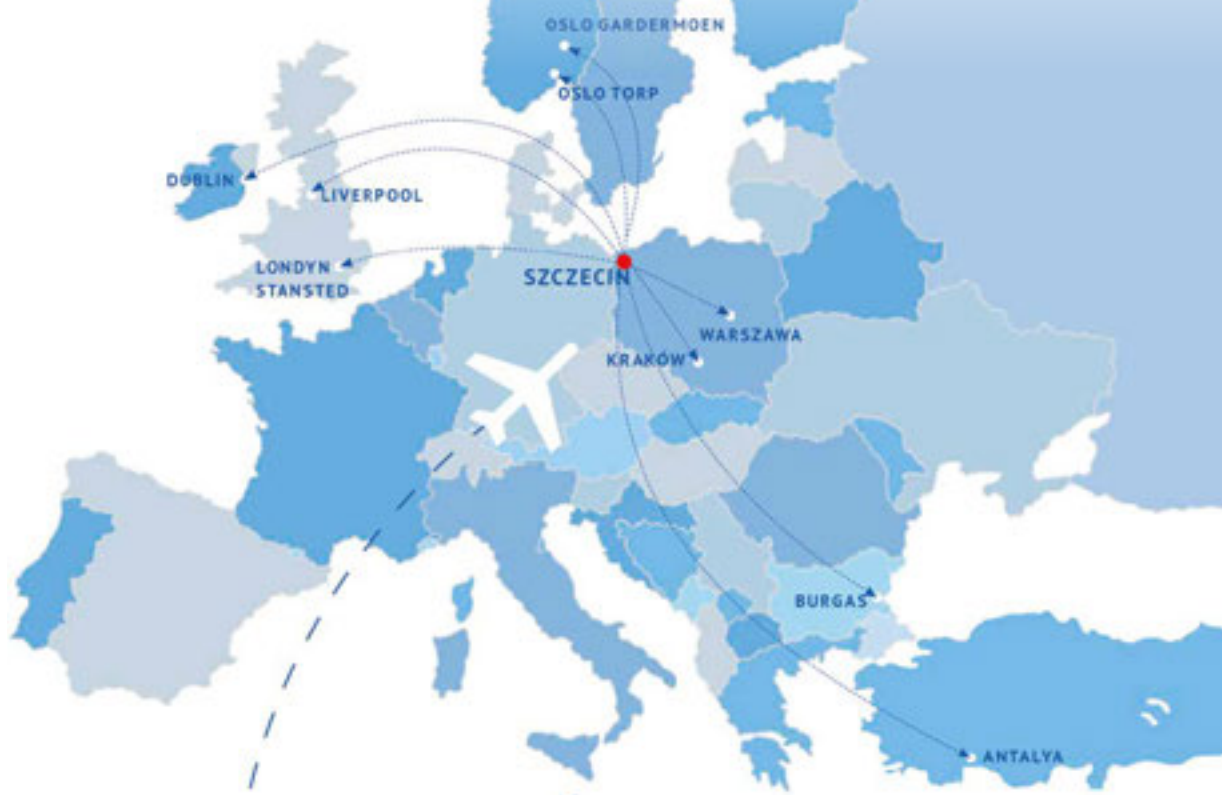 OSLO GARDERMOEN
OSLO TORP
DUBLIN
LIVERPOOL
LONDYN
STANSTED
SZCZECIN
WARSZAWA
KRAKÓW
BURGAS
ANTALYA